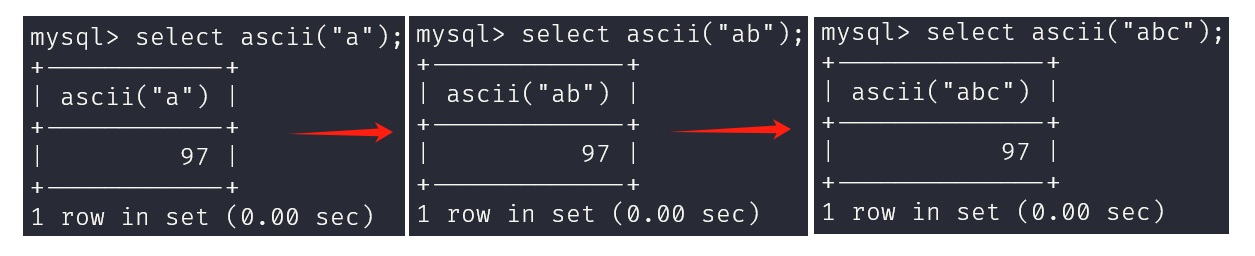 mysql> select ascii("a");
+------------+
| ascii("a") |
+------------+
|         97 |
+------------+
1 row in set (0.00 sec)
mysql> select ascii("ab");
+-------------+
| ascii("ab") |
+-------------+
|          97 |
+-------------+
1 row in set (0.00 sec)
mysql> select ascii("abc");
+--------------+
| ascii("abc") |
+--------------+
|           97 |
+--------------+
1 row in set (0.00 sec)